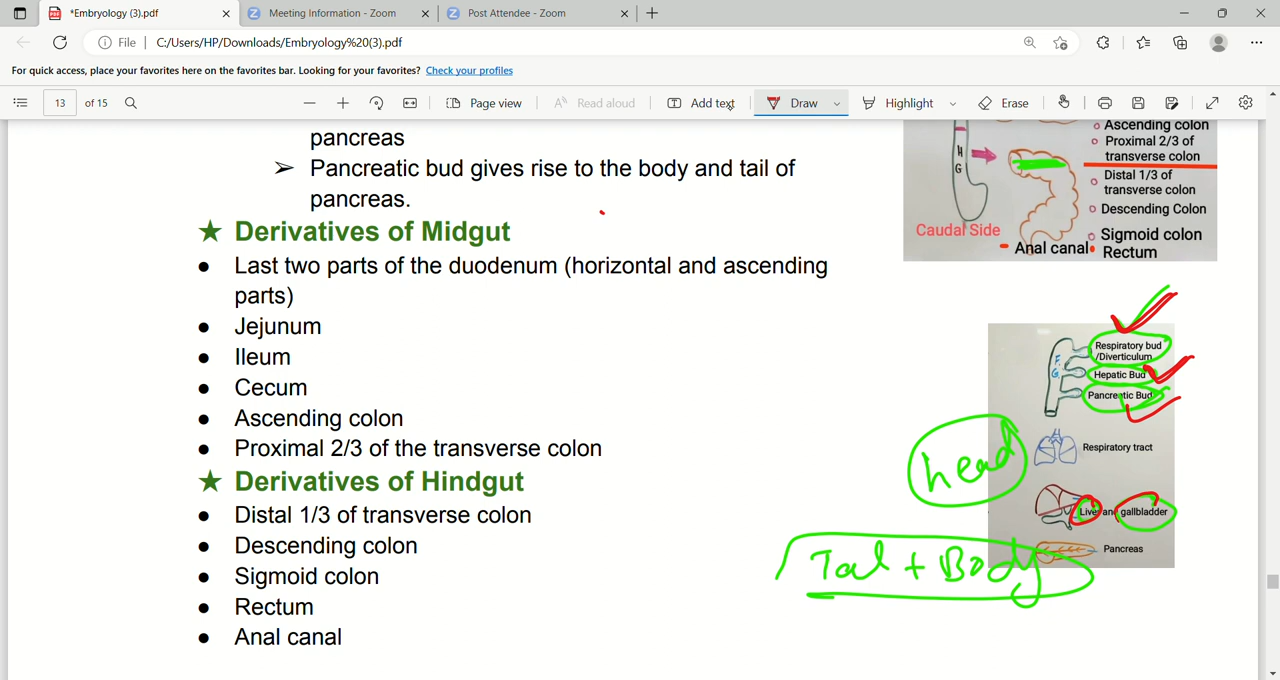 *Embryology (3).pdf
Meeting Information - Zoom
Post Attendee - Zoom
File
C:/Users/HP/Downloads/Embryology%20(3).pdf
For quick access, place your favorites here on the favorites bar. Looking for your favorites? Check your profiles
13 of 15
Page view
Read aloud
Add text
Draw
Highlight
Erase
pancreas
➢ Pancreatic bud gives rise to the body and tail of
pancreas.
★ Derivatives of Midgut
● Last two parts of the duodenum (horizontal and ascending
parts)
● Jejunum
● Ileum
● Cecum
● Ascending colon
● Proximal 2/3 of the transverse colon
★ Derivatives of Hindgut
● Distal 1/3 of transverse colon
● Descending colon
● Sigmoid colon
● Rectum
● Anal canal
H
G
Ascending colon
Proximal 2/3 of
transverse colon
Distal 1/3 of
transverse colon
Descending Colon
Sigmoid colon
Rectum
Caudal Side
Anal canal
F.
G
Respiratory bud
/Diverticulum
Hepatic Bud
Pancreatic Bud
Respiratory tract
Liver and gallbladder
Pancreas
head
Tal + Body